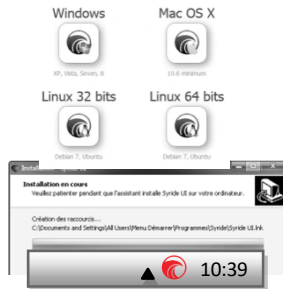 Windows
Mac OS X
XP, Vista, Seven, 8
10.6 minimum
Linux 32 bits
Linux 64 bits
Debian 7, Ubuntu
Debian 7, Ubuntu
Installation en cours
Veuillez patienter pendant que l'assistant installe Syride UI sur votre ordinateur.
Création des raccourcis...
C:\Documents and Settings\All Users\Menu Démarrer\Programmes\Syride\Syride UI.lnk
10:39